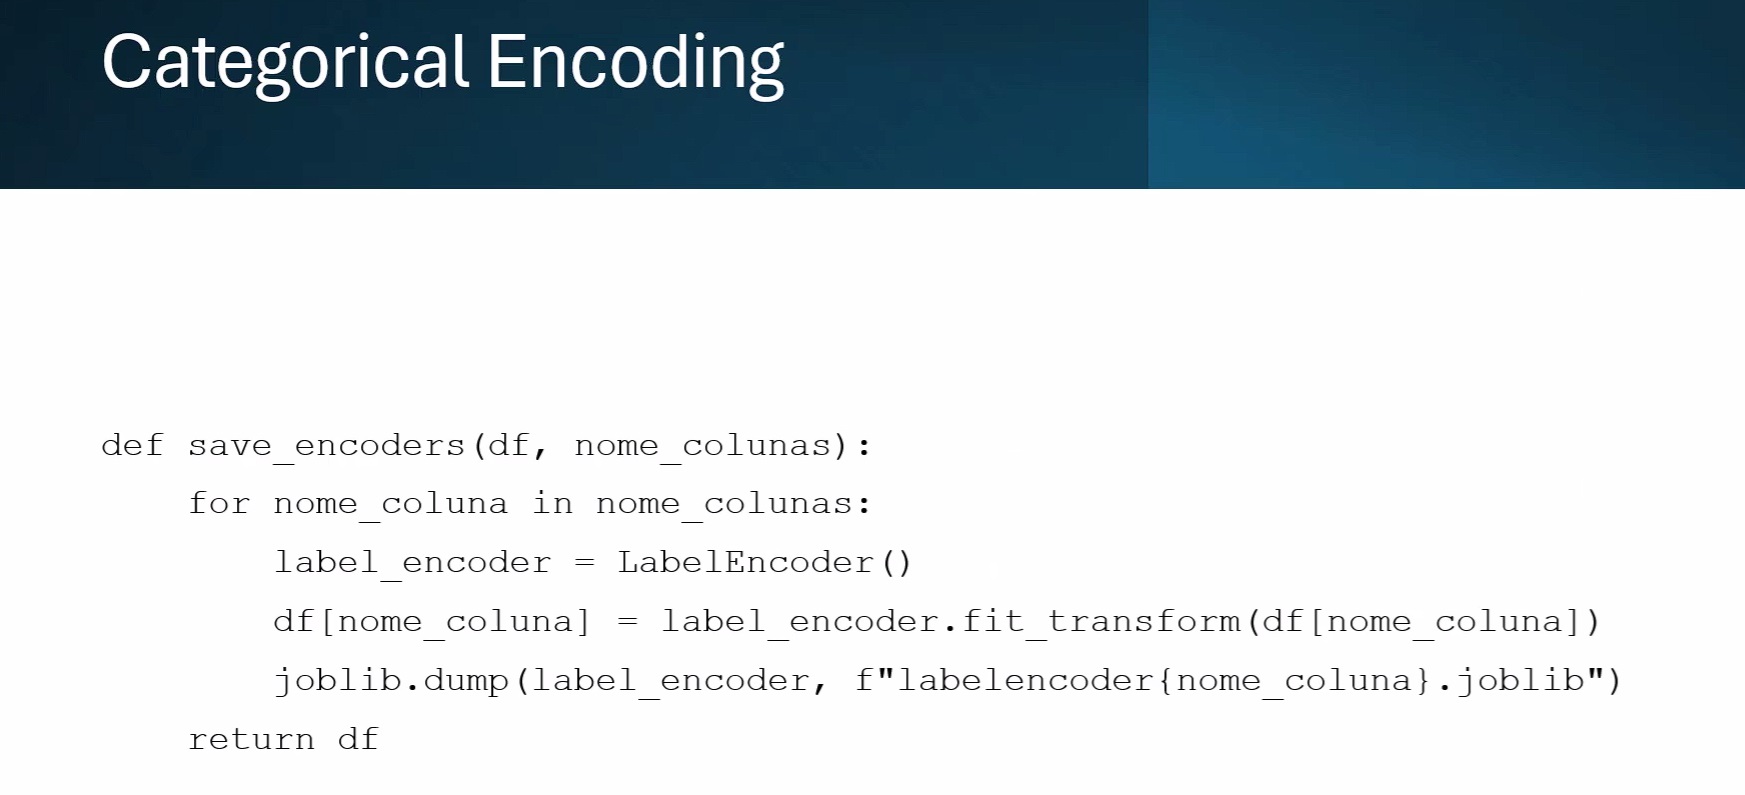 Categorical Encoding
def save_encoders(df, nome_colunas):
    for nome_coluna in nome_colunas:
        label_encoder = LabelEncoder()
        df[nome_coluna] = label_encoder.fit_transform(df[nome_coluna])
        joblib.dump(label_encoder, f"labelencoder{nome_coluna}.joblib")
    return df